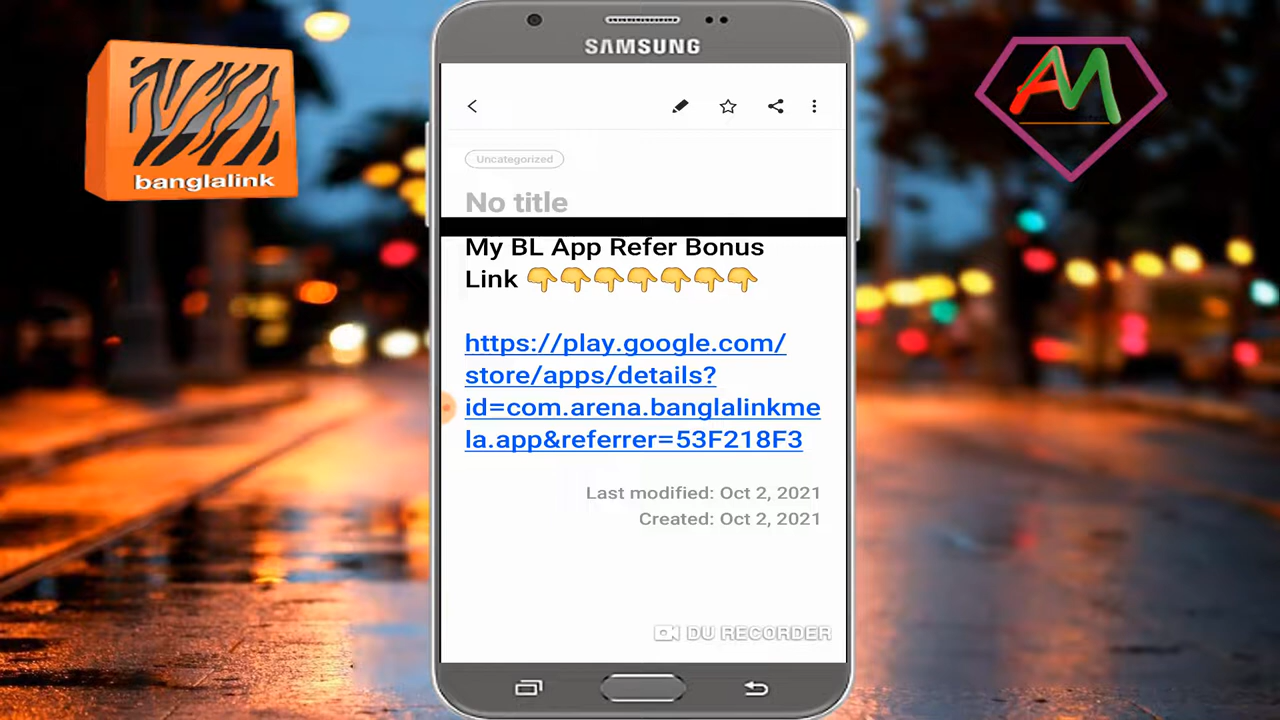 SAMSUNG
banglalink
AM
Uncategorized
No title
My BL App Refer Bonus
Link 👇👇👇👇👇👇👇
https://play.google.com/
store/apps/details?
id=com.arena.banglalinkme
la.app&referrer=53F218F3
Last modified: Oct 2, 2021
Created: Oct 2, 2021
DU RECORDER